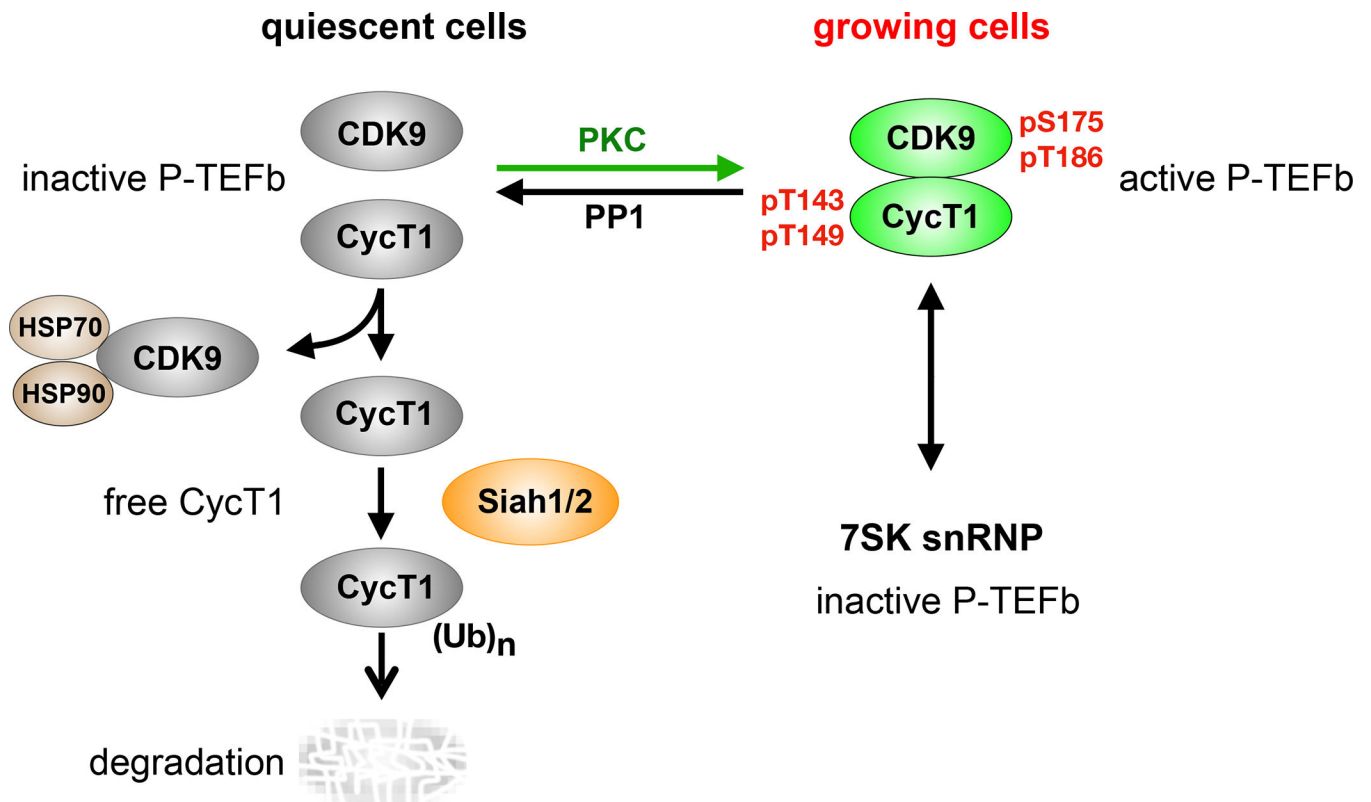 quiescent cells
growing cells
CDK9
inactive P-TEFb
CycT1
PKC
PP1
CDK9
pS175
pT186
active P-TEFb
pT143
pT149
CycT1
HSP70
HSP90
CDK9
CycT1
free CycT1
Siah1/2
7SK snRNP
inactive P-TEFb
CycT1
(Ub)n
degradation